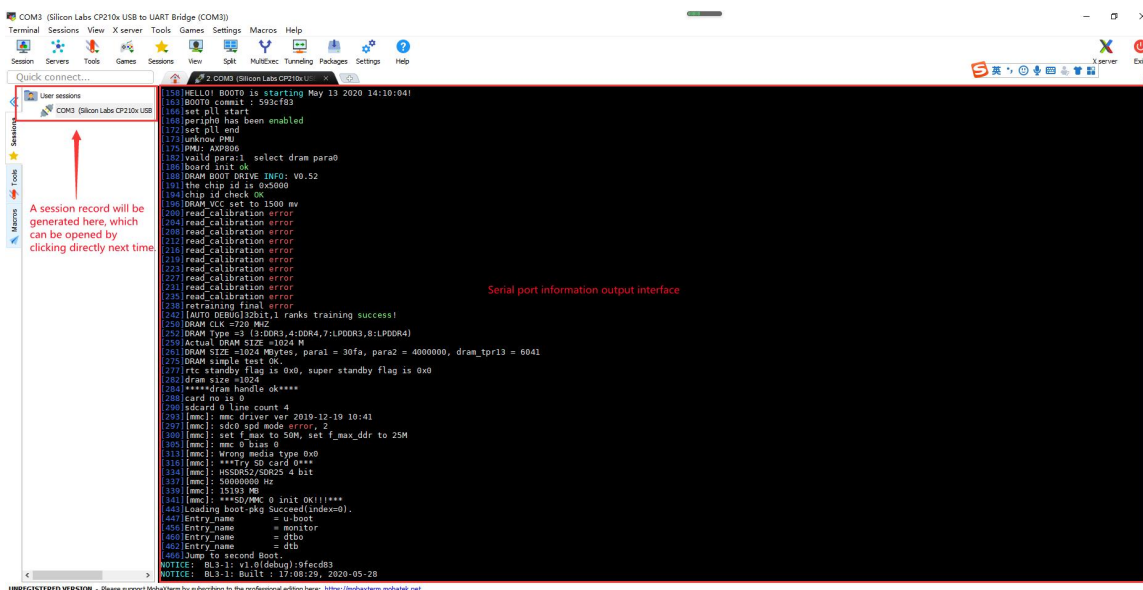 COM3 (Silicon Labs CP210x USB to UART Bridge (COM3))
Terminal Sessions View X server Tools Games Settings Macros Help
Session Servers Tools Games Sessions View Split MultiExec Tunneling Packages Settings Help
X server Exi
Quick connect...
2. COM3 (Silicon Labs CP210x US
英
User sessions
COM3 (Silicon Labs CP210x USB
Sessions
Tools
Macros
A session record will be
generated here, which
can be opened by
clicking directly next time.
[158]HELLO! BOOT0 is starting May 13 2020 14:10:04!
[163]BOOT0 commit : 593cf83
[166]set pll start
[168]periph0 has been enabled
[172]set pll end
[173]unknow PMU
[175]PMU: AXP806
[182]vaild para:1 select dram para0
[186]board init ok
[188]DRAM BOOT DRIVE INFO: V0.52
[191]the chip id is 0x5000
[194]chip id check OK
[196]DRAM_VCC set to 1500 mv
[200]read_calibration error
[204]read_calibration error
[208]read_calibration error
[212]read_calibration error
[216]read_calibration error
[219]read_calibration error
[223]read_calibration error
[227]read_calibration error
[231]read_calibration error
[235]read_calibration error
[238]retraining final error
[242][AUTO DEBUG]32bit,1 ranks training success!
[250]DRAM CLK =720 MHZ
[252]DRAM Type =3 (3:DDR3,4:DDR4,7:LPDDR3,8:LPDDR4)
[259]Actual DRAM SIZE =1024 M
[261]DRAM SIZE =1024 MBytes, para1 = 30fa, para2 = 4000000, dram_tpr13 = 6041
[275]DRAM simple test OK.
[277]rtc standby flag is 0x0, super standby flag is 0x0
[282]dram size =1024
[284]*****dram handle ok****
[288]card no is 0
[290]sdcard 0 line count 4
[293][mmc]: mmc driver ver 2019-12-19 10:41
[297][mmc]: sdc0 spd mode error, 2
[300][mmc]: set f_max to 50M, set f_max_ddr to 25M
[305][mmc]: mmc 0 bias 0
[313][mmc]: Wrong media type 0x0
[316][mmc]: ***Try SD card 0***
[334][mmc]: HSSDR52/SDR25 4 bit
[337][mmc]: 50000000 Hz
[339][mmc]: 15193 MB
[341][mmc]: ***SD/MMC 0 init OK!!!***
[443]Loading boot-pkg Succeed(index=0).
[447]Entry_name = u-boot
[456]Entry_name = monitor
[460]Entry_name = dtbo
[462]Entry_name = dtb
[466]Jump to second Boot.
NOTICE: BL3-1: v1.0(debug):9fecd83
NOTICE: BL3-1: Built : 17:08:29, 2020-05-28
Serial port information output interface
UNREGISTERED VERSION - Please support MobaXterm by subscribing to the professional edition here: https://mobaxterm.mobatek.net